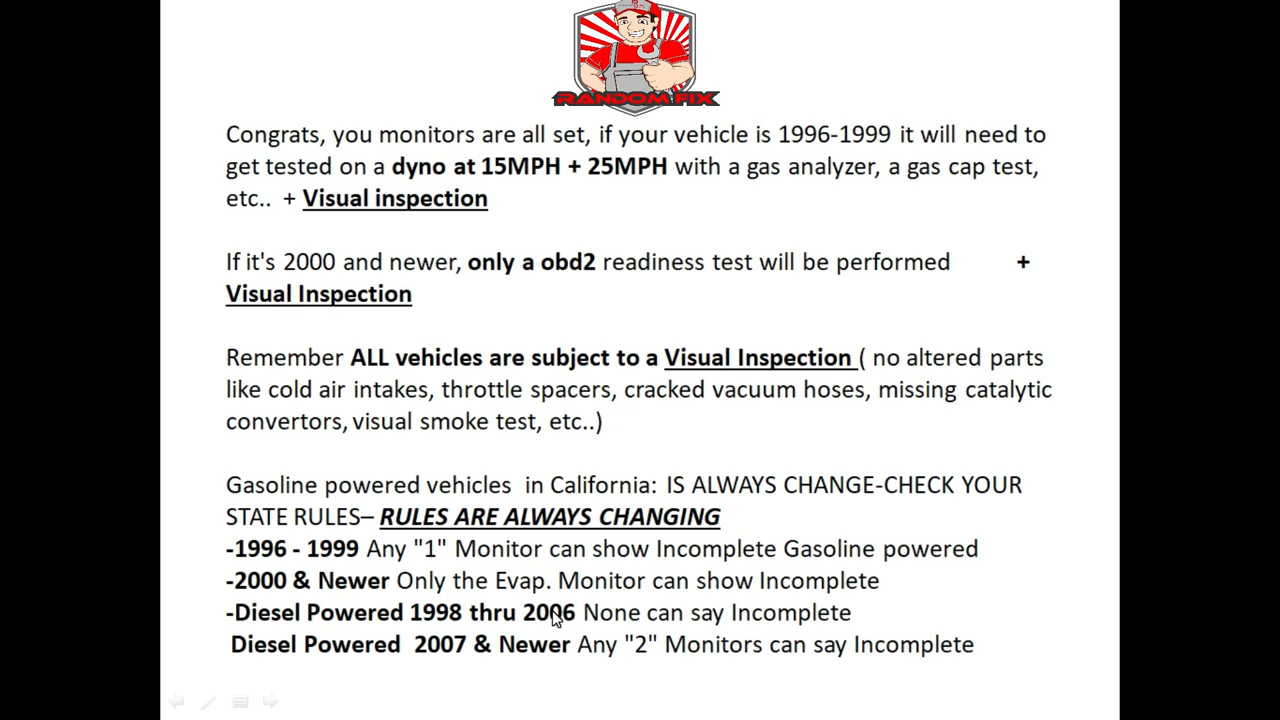 RANDOM FIX
Congrats, you monitors are all set, if your vehicle is 1996-1999 it will need to
get tested on a dyno at 15MPH + 25MPH with a gas analyzer, a gas cap test,
etc.. + Visual inspection
If it's 2000 and newer, only a obd2 readiness test will be performed +
Visual Inspection
Remember ALL vehicles are subject to a Visual Inspection ( no altered parts
like cold air intakes, throttle spacers, cracked vacuum hoses, missing catalytic
convertors, visual smoke test, etc..)
Gasoline powered vehicles in California: IS ALWAYS CHANGE-CHECK YOUR
STATE RULES– RULES ARE ALWAYS CHANGING
-1996 - 1999 Any "1" Monitor can show Incomplete Gasoline powered
-2000 & Newer Only the Evap. Monitor can show Incomplete
-Diesel Powered 1998 thru 2006 None can say Incomplete
Diesel Powered 2007 & Newer Any "2" Monitors can say Incomplete